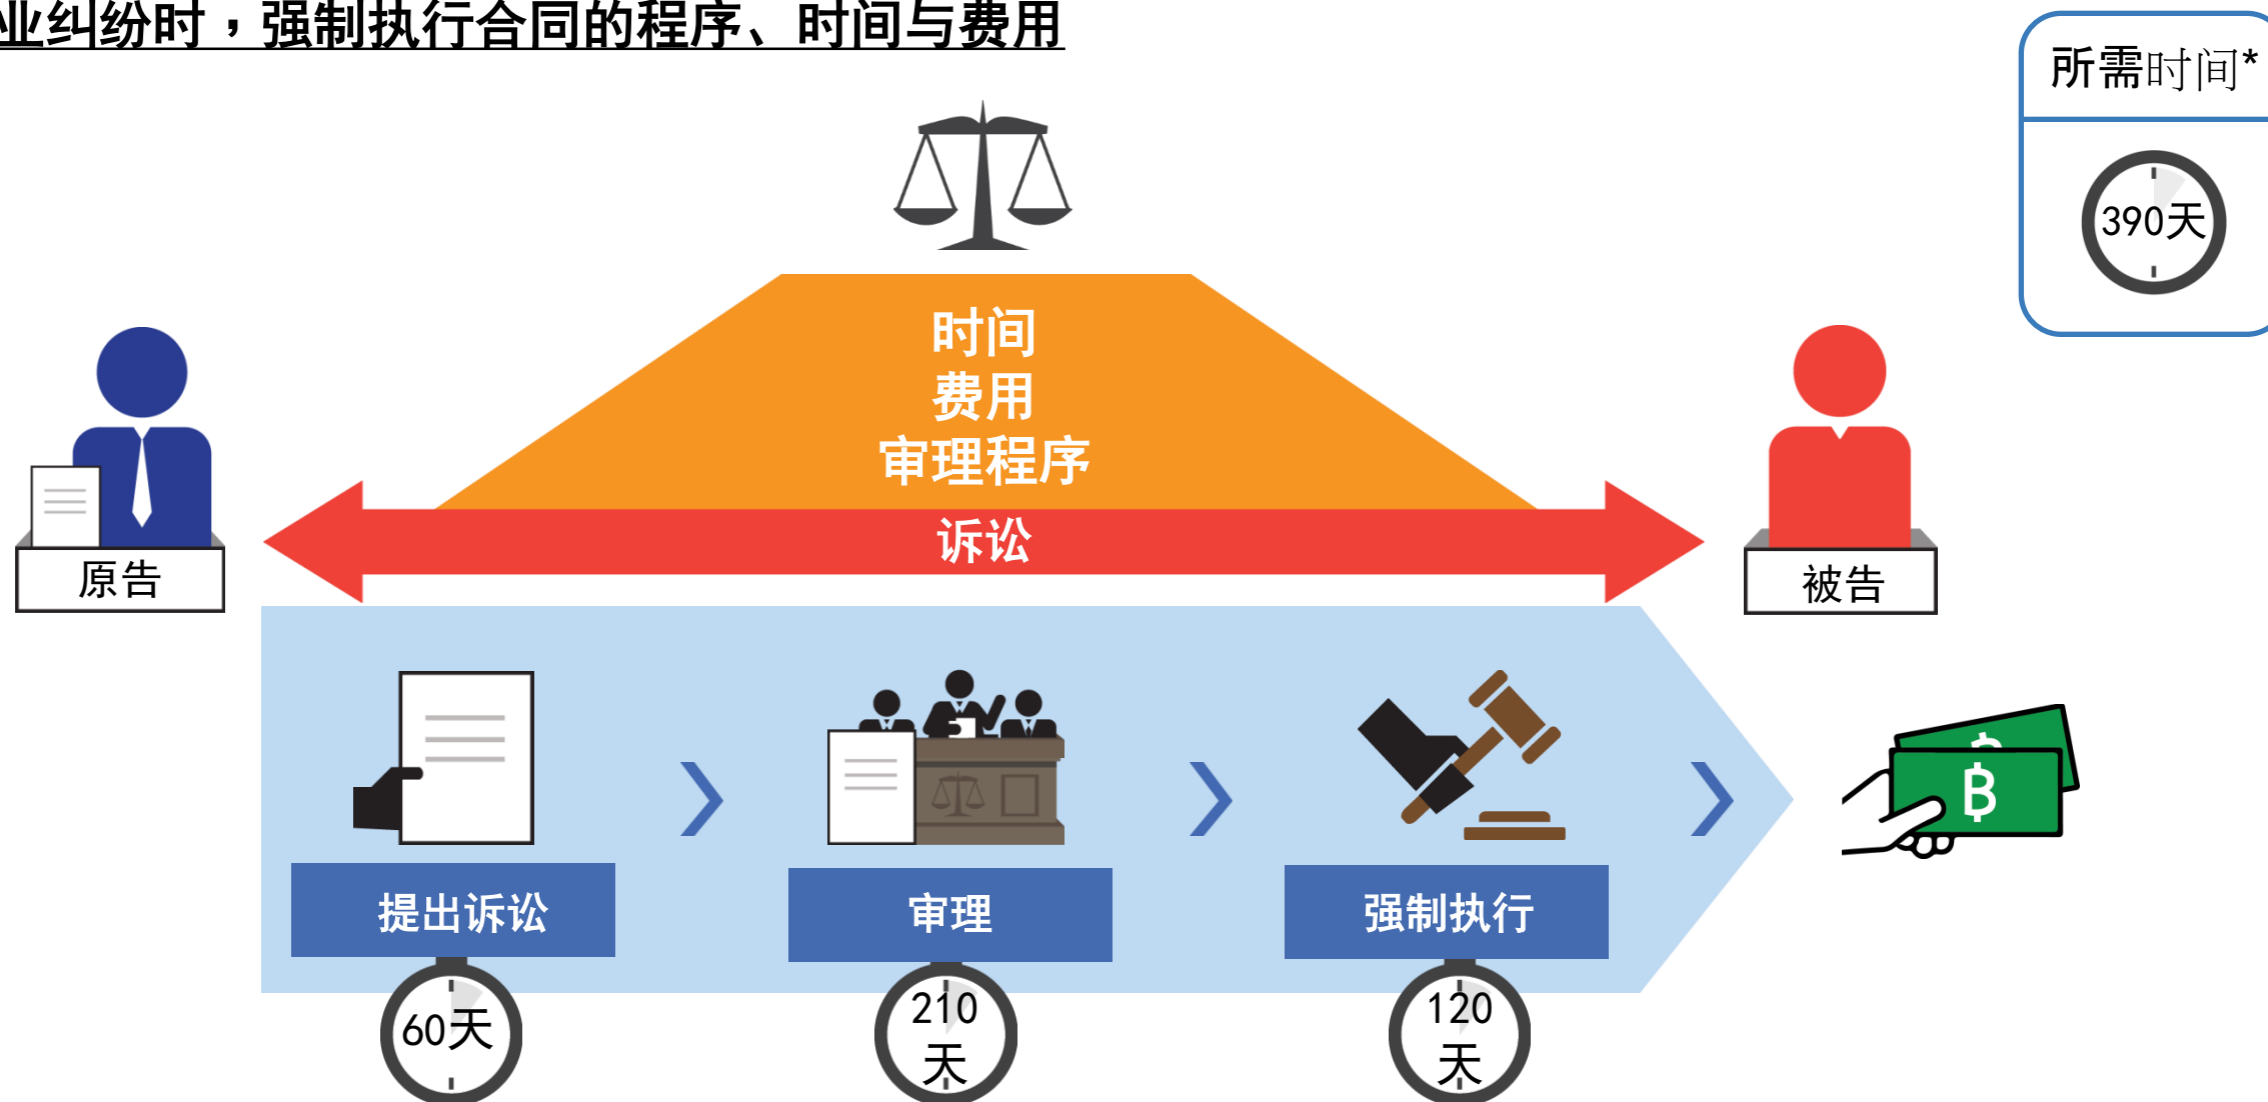 业纠纷时，强制执行合同的程序、时间与费用
所需时间*
390天
时间
费用
审理程序
诉讼
原告
被告
฿
฿
提出诉讼
审理
强制执行
60天
210
天
120
天